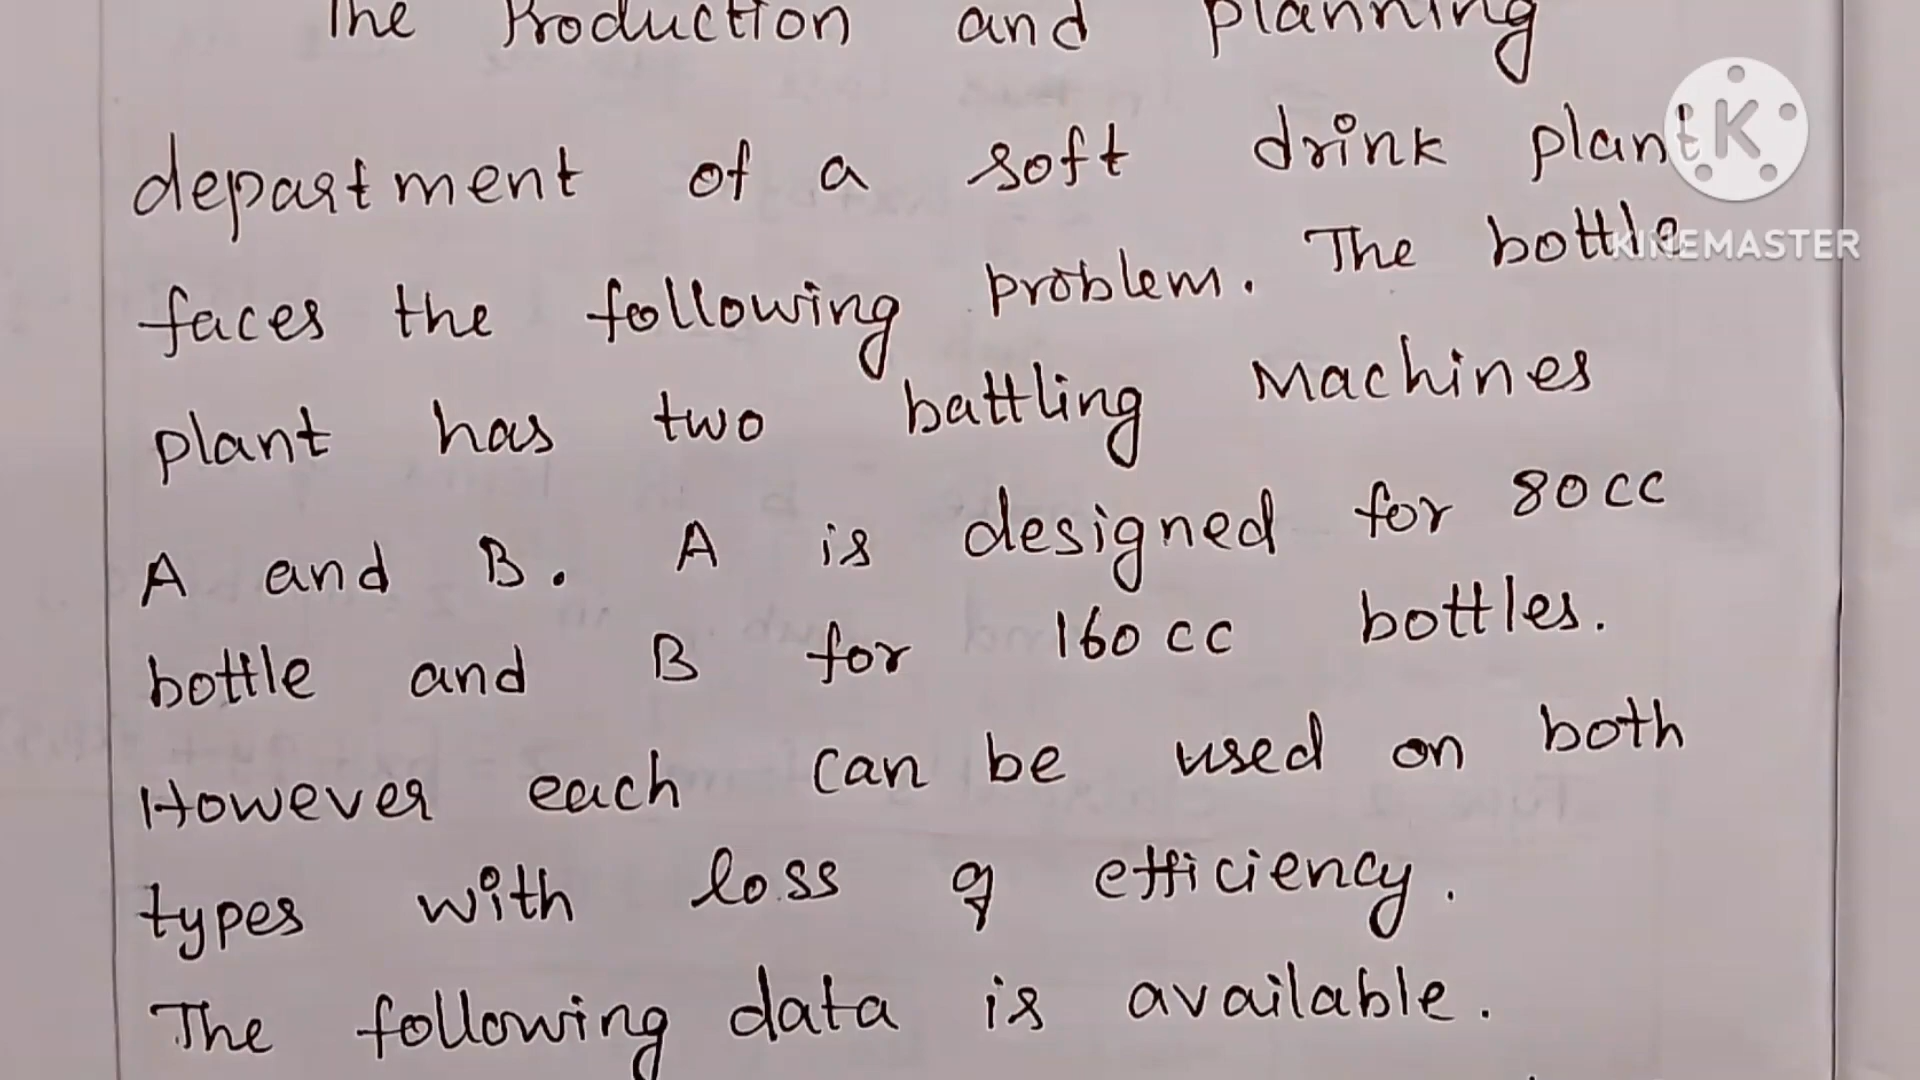 The Production and planning
department of a soft drink plant
faces the following problem. The bottle
plant has two battling Machines
A and B. A is designed for 80cc
bottle and B for 160 cc bottles.
However each can be used on both
types with loss of efficiency.
The following data is available.
K
KINEMASTER